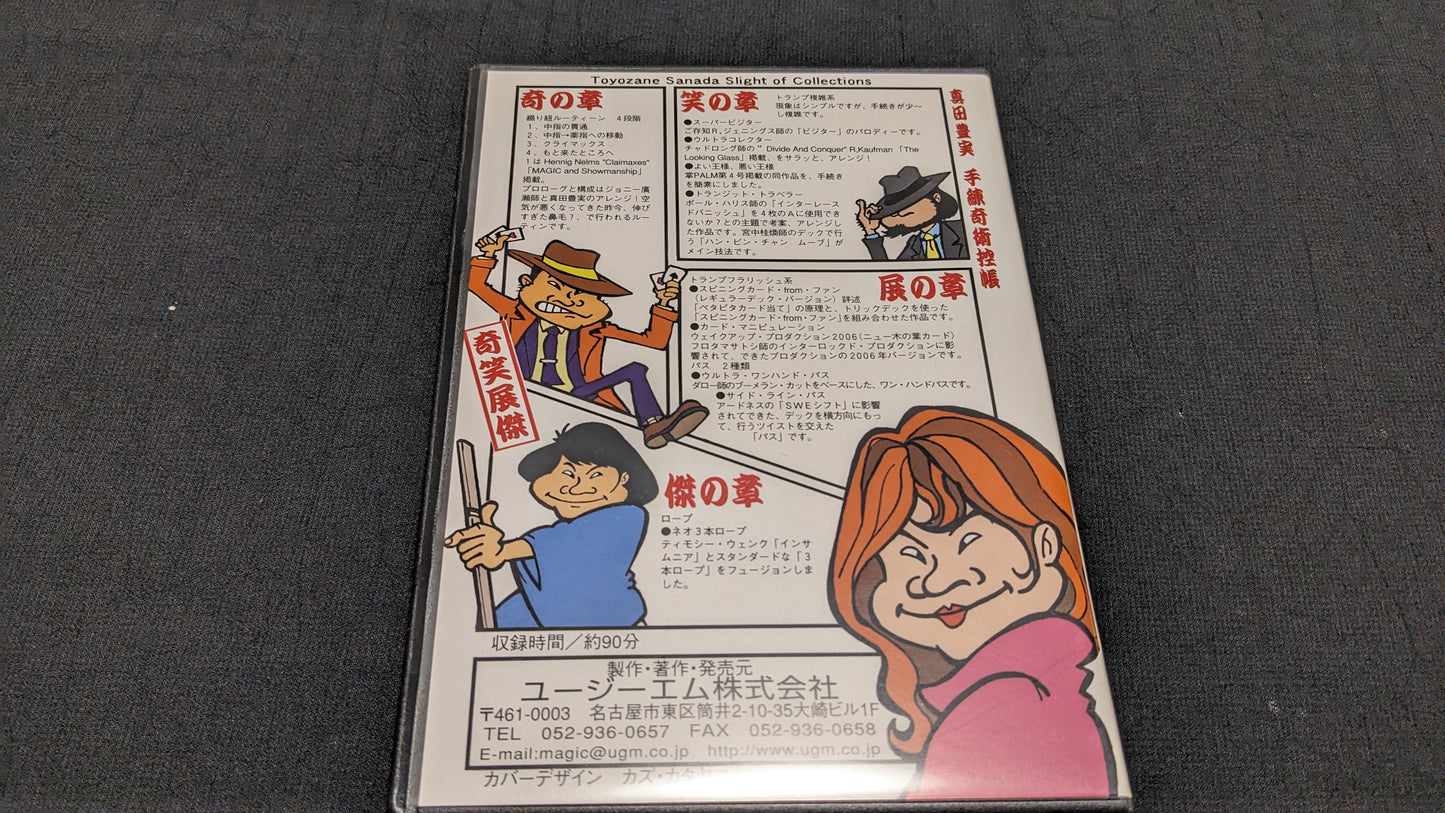 Toyozane Sanada Slight of Collections
真田豊実 手練奇術控帳
奇の章
綴り紐ルーティーン 4段階
1、中指の貫通
2、中指→薬指への移動
3、クライマックス
4、もと来たところへ
1は Hennig Nelms "Claimaxes"
「MAGIC and Showmanship」
掲載。
プロローグと構成はジョニー廣
瀬師と真田豊実のアレンジ！空
気が悪くなってきた昨今、伸び
すぎた鼻毛？、で行われるルー
ティンです。
笑の章
トランプ複雑系
現象はシンプルですが、手続きが少〜
し複雑です。
●スーパービジター
ご存知R、ジェニングス師の「ビジター」のパロディーです。
●ウルトラコレクター
チャドロング師の" Divide And Conquer" R,Kaufman 「The
Looking Glass」掲載、をサラッと、アレンジ！
●よい王様、悪い王様
掌PALM第4号掲載の同作品を、手続き
を簡素にしました。
●トランジット・トラベラー
ポール・ハリス師の「インターレース
ドバニッシュ」を4枚のAに使用でき
ないか？との主題で考案、アレンジし
た作品です。宮中桂煥師のデックで行
う「ハン・ピン・チャン ムーブ」が
メイン技法です。
展の章
トランプフラリッシュ系
●スピニングカード・from・ファン
（レギュラーデック・バージョン）詳述
「ペタピタカード当て」の原理と、トリックデックを使った
「スピニングカード・from・ファン」を組み合わせた作品です。
●カード・マニピュレーション
ウェイクアップ・プロダクション2006（ニュー木の葉カード）
フロタマサトシ師のインターロックド・プロダクションに影
響されて、できたプロダクションの2006年バージョンです。
パス 2種類
●ウルトラ・ワンハンド・パス
ダロー師のブーメラン・カットをベースにした、ワン・ハンドパスです。
●サイド・ライン・パス
アードネスの「SWEシフト」に影響
されてできた、デックを横方向にもっ
て、行うツイストを交えた
「パス」です。
奇笑展傑
傑の章
ロープ
●ネオ3本ロープ
ティモシー・ウェンク「インサ
ムニア」とスタンダードな「3
本ロープ」をフュージョンしま
した。
収録時間／約90分
製作・著作・発売元
ユージーエム株式会社
〒461-0003 名古屋市東区筒井2-10-35大崎ビル1F
TEL 052-936-0657 FAX 052-936-0658
E-mail:magic@ugm.co.jp http://www.ugm.co.jp
カバーデザイン カズ・カタヤマ